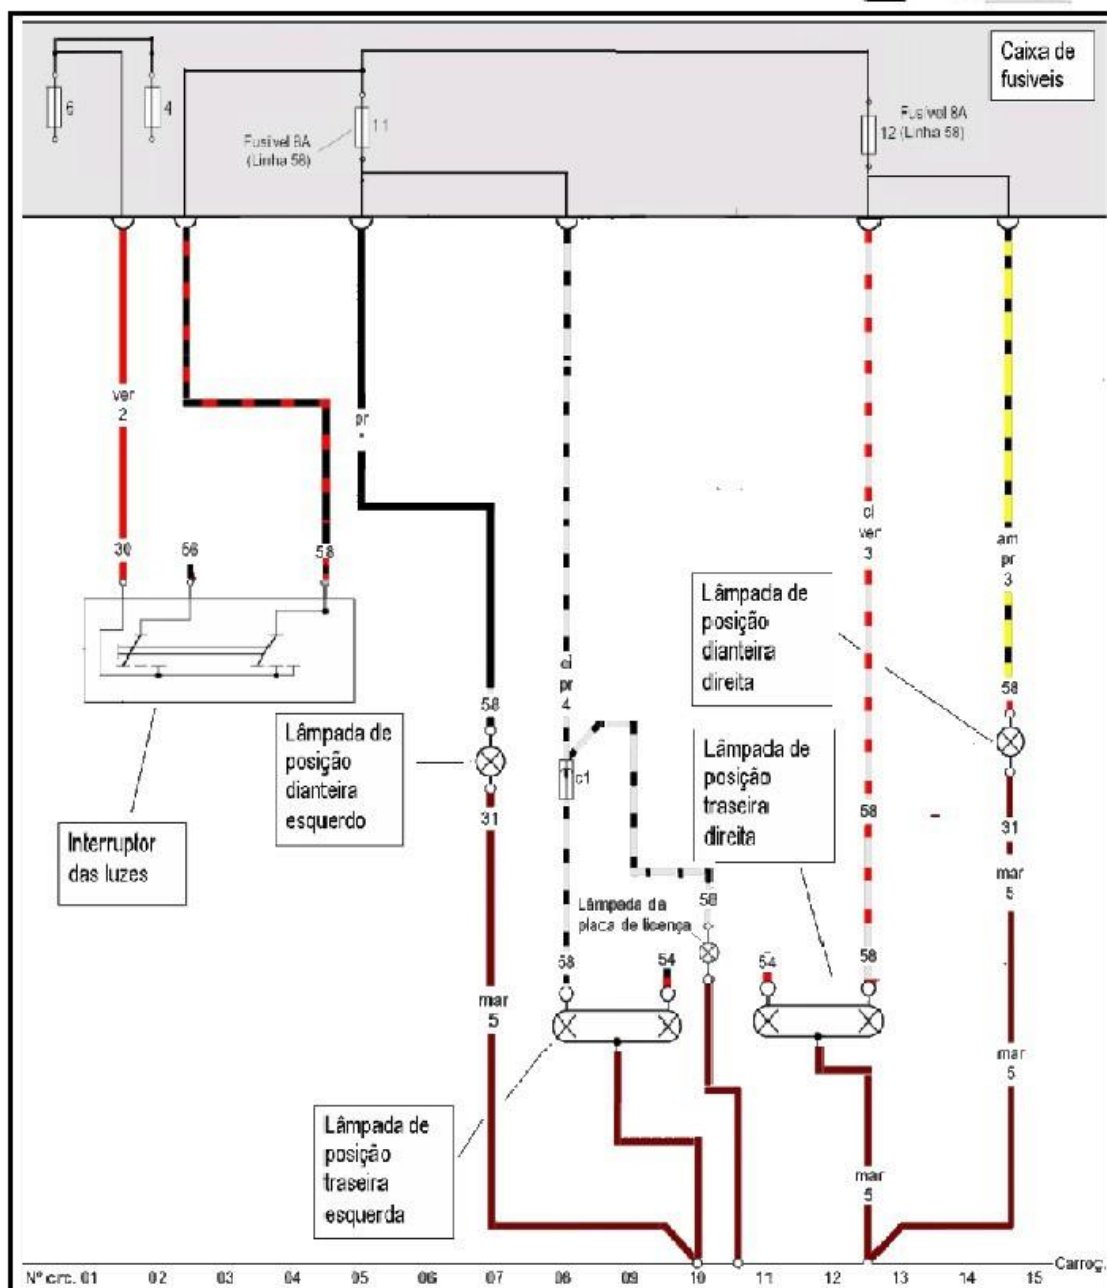 Caixa de
fusiveis
6
4
11
Fusível 8A
(Linha 58)
Fusível 8A
12 (Linha 58)
ver
2
pr
30
56
58
ci
ver
3
am
pr
3
Lâmpada de
posição
dianteira
direita
ci
pr
4
58
58
Lâmpada de
posição
dianteira
esquerdo
Lâmpada de
posição
traseira
direita
c1
Interruptor
das luzes
31
58
31
mar
5
58
Lâmpada da
placa de licença
58
54
54
58
mar
5
mar
5
Lâmpada de
posição
traseira
esquerda
mar
5
Carroç.
Nº circ. 01 02 03 04 05 06 07 08 09 10 11 12 13 14 15